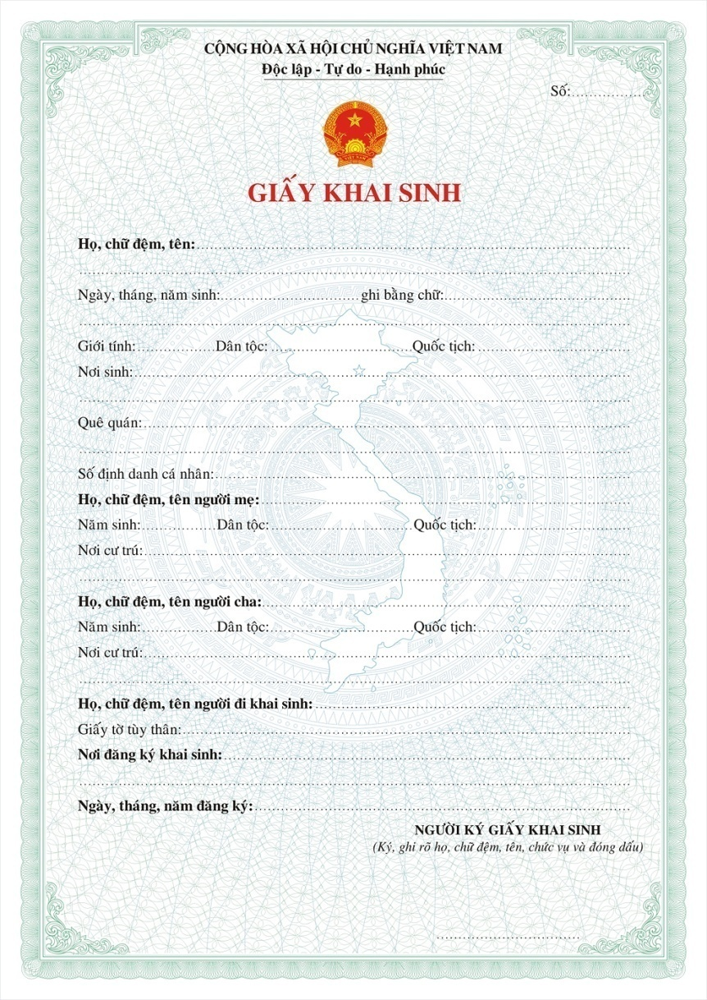 CỘNG HÒA XÃ HỘI CHỦ NGHĨA VIỆT NAM
Độc lập - Tự do - Hạnh phúc
Số:................
VIỆT NAM
GIẤY KHAI SINH
Họ, chữ đệm, tên:
Ngày, tháng, năm sinh: ghi bằng chữ:
Giới tính: Dân tộc: Quốc tịch:
Nơi sinh:
Quê quán:
Số định danh cá nhân:
Họ, chữ đệm, tên người mẹ:
Năm sinh: Dân tộc: Quốc tịch:
Nơi cư trú:
Họ, chữ đệm, tên người cha:
Năm sinh: Dân tộc: Quốc tịch:
Nơi cư trú:
Họ, chữ đệm, tên người đi khai sinh:
Giấy tờ tùy thân:
Nơi đăng ký khai sinh:
Ngày, tháng, năm đăng ký:
NGƯỜI KÝ GIẤY KHAI SINH
(Ký, ghi rõ họ, chữ đệm, tên, chức vụ và đóng dấu)